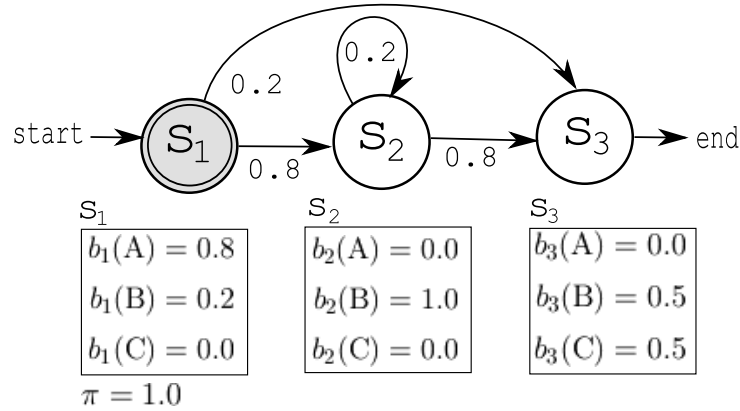 0.2
0.2
start
S₁
S₂
S₃
end
0.8
0.8
S₁
b₁(A) = 0.8
b₁(B) = 0.2
b₁(C) = 0.0
π = 1.0
S₂
b₂(A) = 0.0
b₂(B) = 1.0
b₂(C) = 0.0
S₃
b₃(A) = 0.0
b₃(B) = 0.5
b₃(C) = 0.5